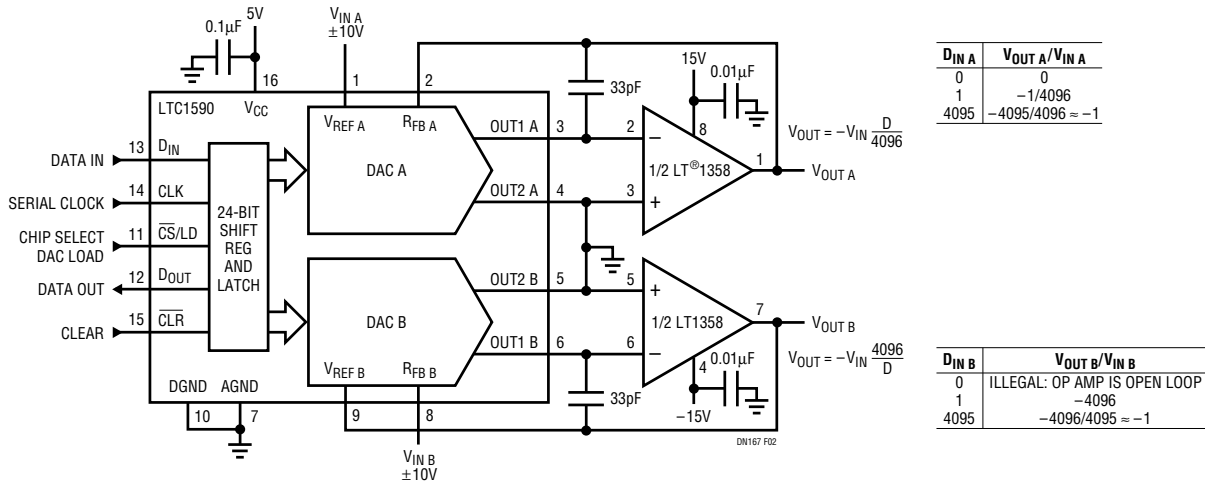 5V
0.1µF
V_IN A
±10V
16
1
2
LTC1590
V_CC
V_REF A
R_FB A
OUT1 A
3
33pF
15V
0.01µF
8
2
−
1/2 LT®1358
1
V_OUT A
V_OUT = −V_IN D/4096
DAC A
OUT2 A
4
3
+
DATA IN
13
D_IN
SERIAL CLOCK
14
CLK
CHIP SELECT
DAC LOAD
11
CS/LD
DATA OUT
12
D_OUT
CLEAR
15
CLR
24-BIT
SHIFT
REG
AND
LATCH
OUT2 B
5
5
+
DAC B
1/2 LT1358
7
V_OUT B
OUT1 B
6
6
−
V_OUT = −V_IN 4096/D
V_REF B
R_FB B
4
0.01µF
−15V
33pF
DGND
AGND
10
7
9
8
V_IN B
±10V
DN167 F02
D_IN A V_OUT A/V_IN A
0 0
1 −1/4096
4095 −4095/4096 ≈ −1
D_IN B V_OUT B/V_IN B
0 ILLEGAL: OP AMP IS OPEN LOOP
1 −4096
4095 −4096/4095 ≈ −1